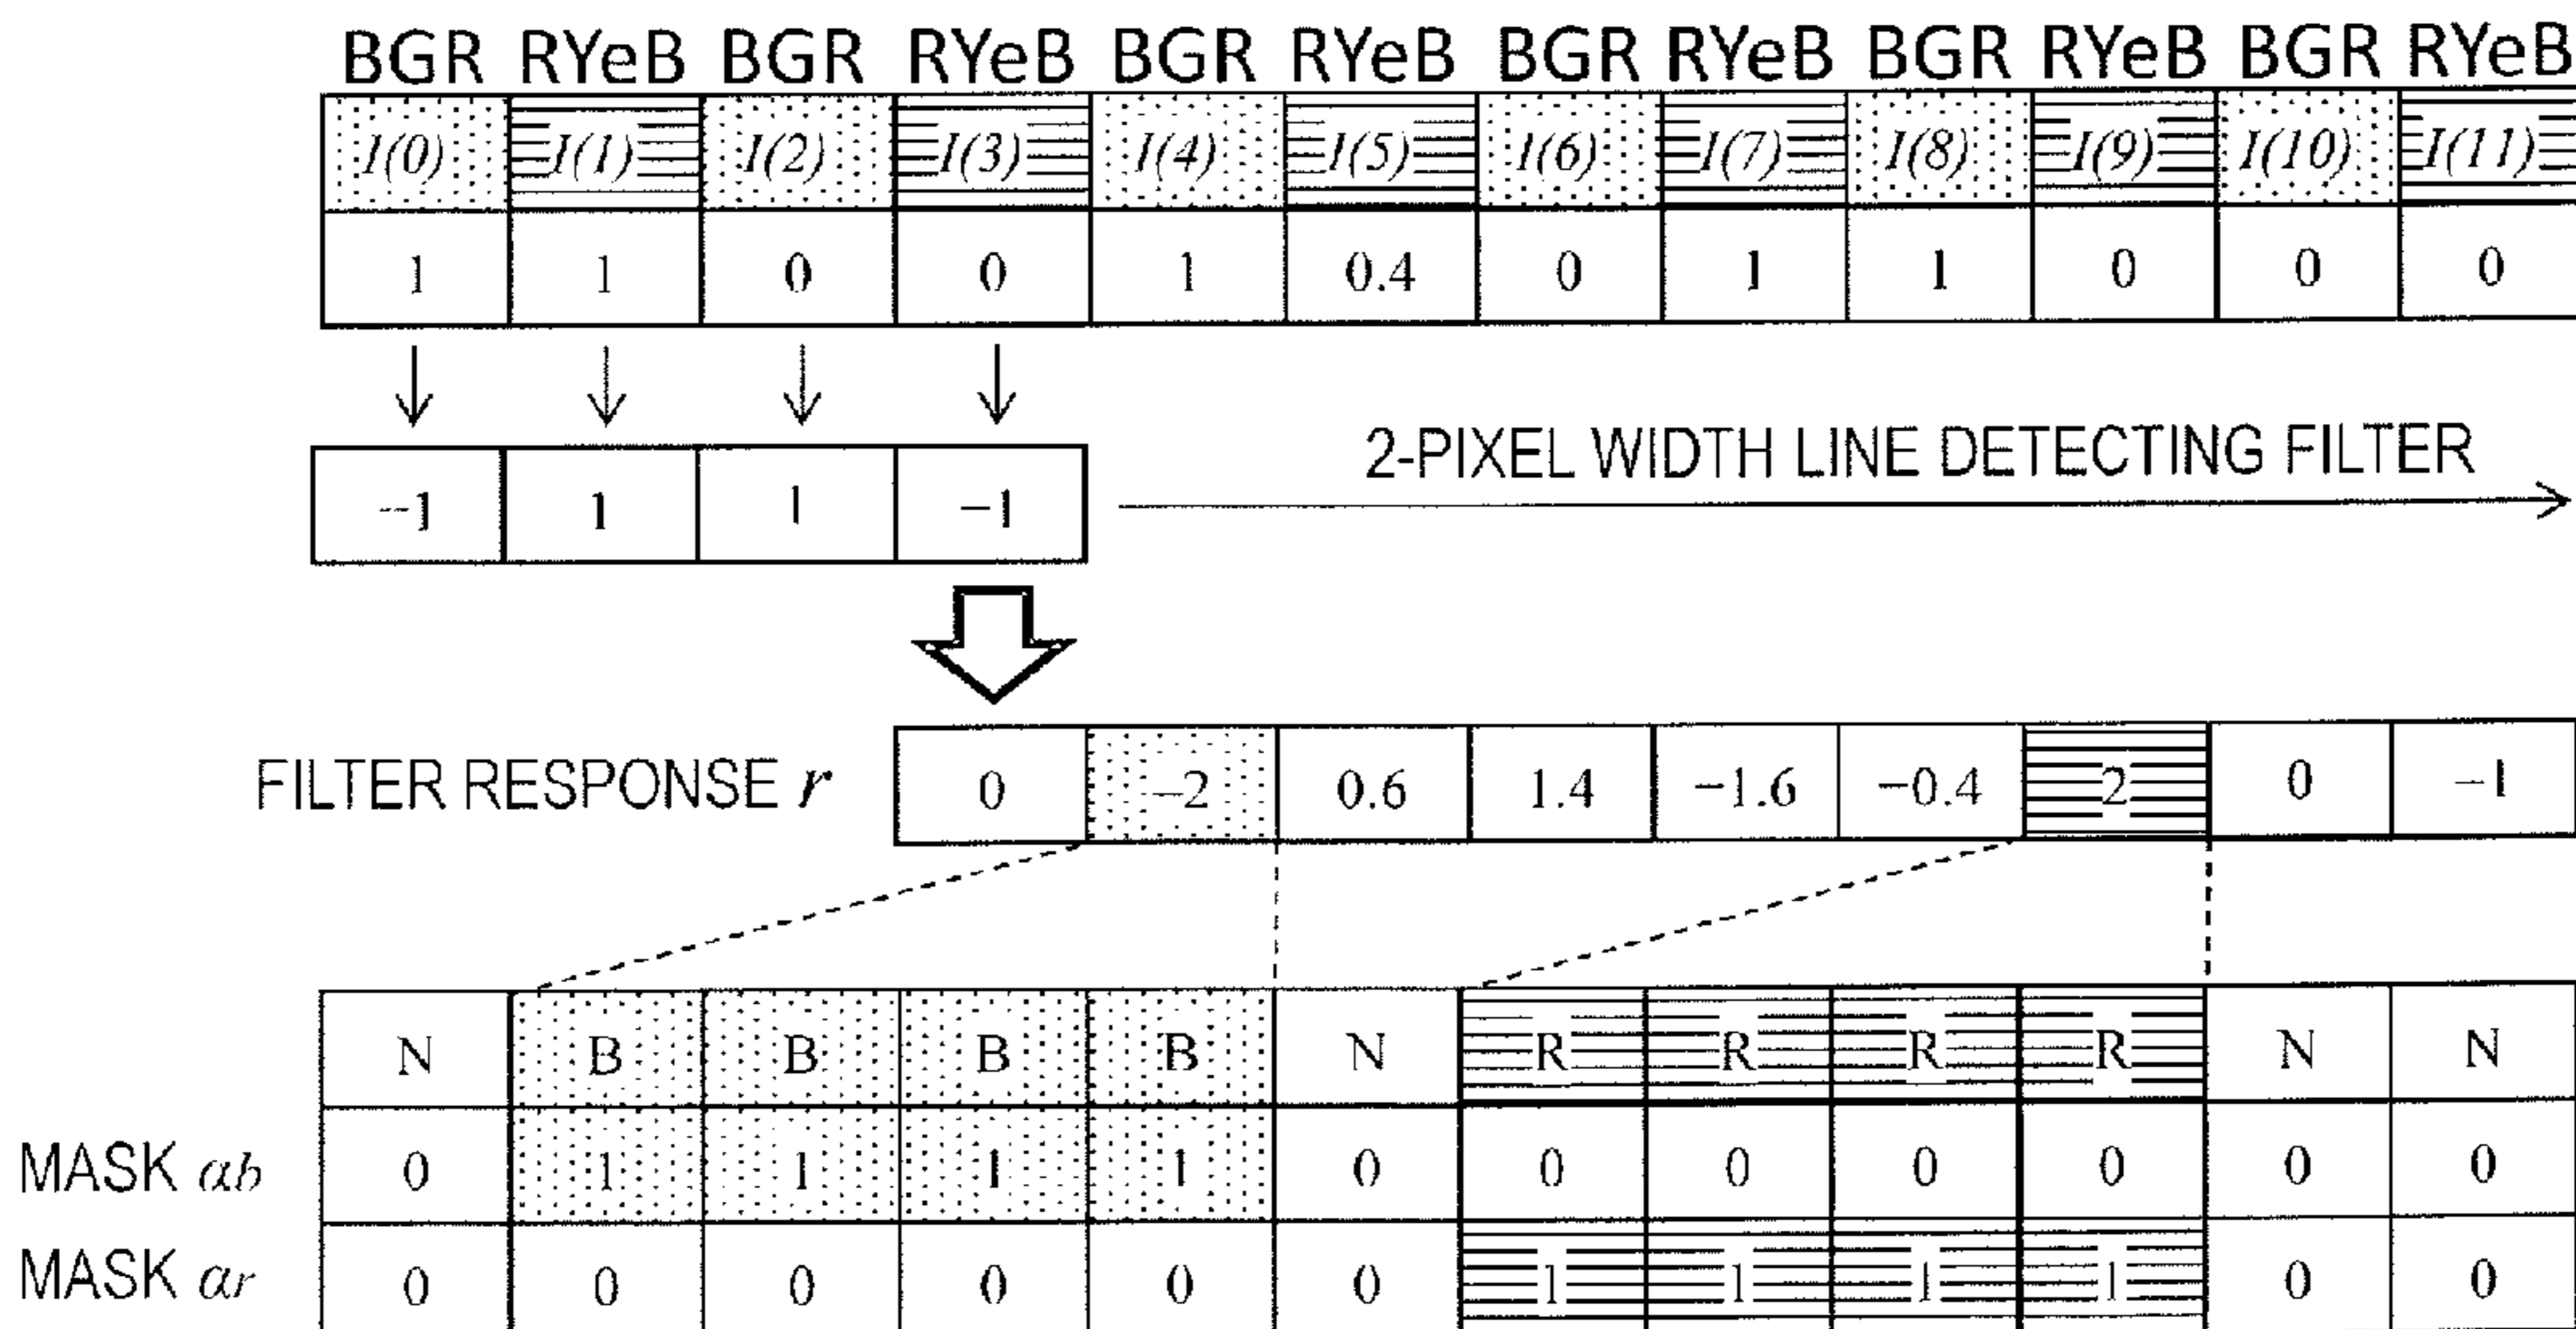 BGR RYeB BGR RYeB BGR RYeB BGR RYeB BGR RYeB BGR RYeB
I(0) I(1) I(2) I(3) I(4) I(5) I(6) I(7) I(8) I(9) I(10) I(11)
1 1 0 0 1 0.4 0 1 1 0 0 0
2-PIXEL WIDTH LINE DETECTING FILTER
−1 1 1 −1
FILTER RESPONSE r 0 −2 0.6 1.4 −1.6 −0.4 2 0 −1
N B B B B N R R R R N N
MASK αb 0 1 1 1 1 0 0 0 0 0 0 0
MASK αr 0 0 0 0 0 0 1 1 1 1 0 0